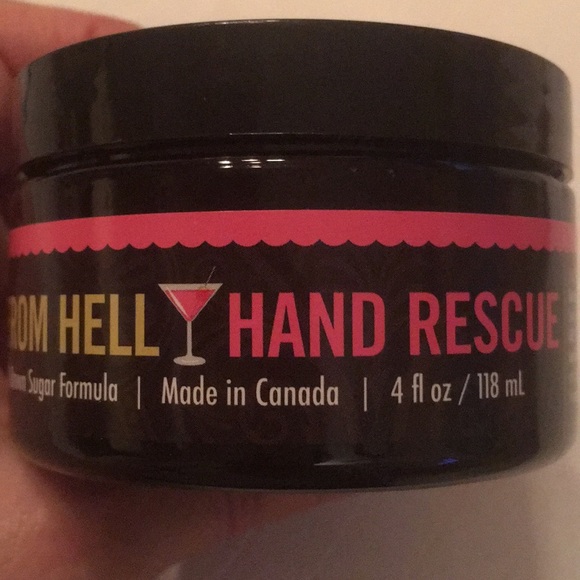 ROM HELL HAND RESCUE
Sugar Formula | Made in Canada | 4 fl oz / 118 mL